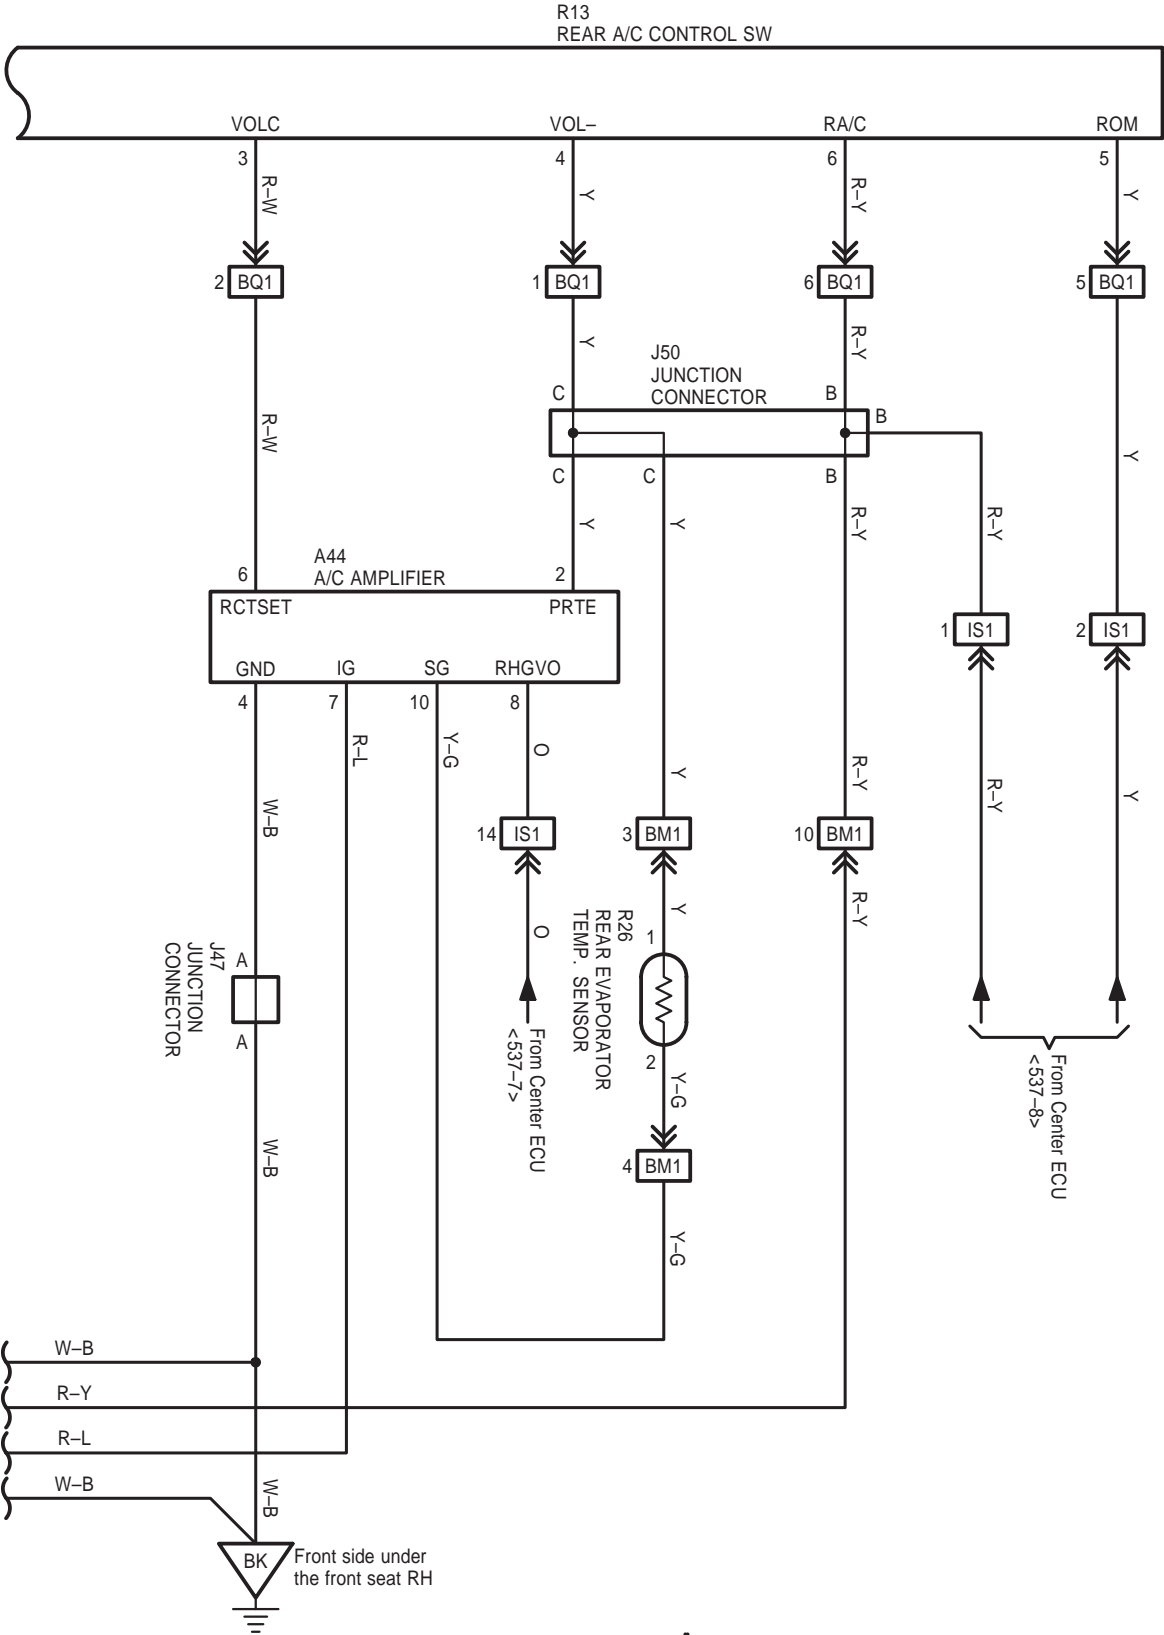 R13
REAR A/C CONTROL SW
VOLC
VOL–
RA/C
ROM
3
4
6
5
R–W
Y
R–Y
Y
2 BQ1
1 BQ1
6 BQ1
5 BQ1
Y
R–Y
J50
JUNCTION
CONNECTOR
C
B
B
R–W
Y
C
C
B
Y
Y
R–Y
R–Y
A44
A/C AMPLIFIER
6
2
RCTSET
PRTE
1 IS1
2 IS1
GND
IG
SG
RHGVO
4
7
10
8
R–L
Y–G
O
Y
R–Y
R–Y
Y
W–B
14 IS1
3 BM1
10 BM1
Y
R–Y
O
R26
REAR EVAPORATOR
TEMP. SENSOR
1
J47
JUNCTION
CONNECTOR
A
A
2
From Center ECU
<537–7>
From Center ECU
<537–8>
Y–G
W–B
4 BM1
Y–G
W–B
R–Y
R–L
W–B
W–B
BK
Front side under
the front seat RH